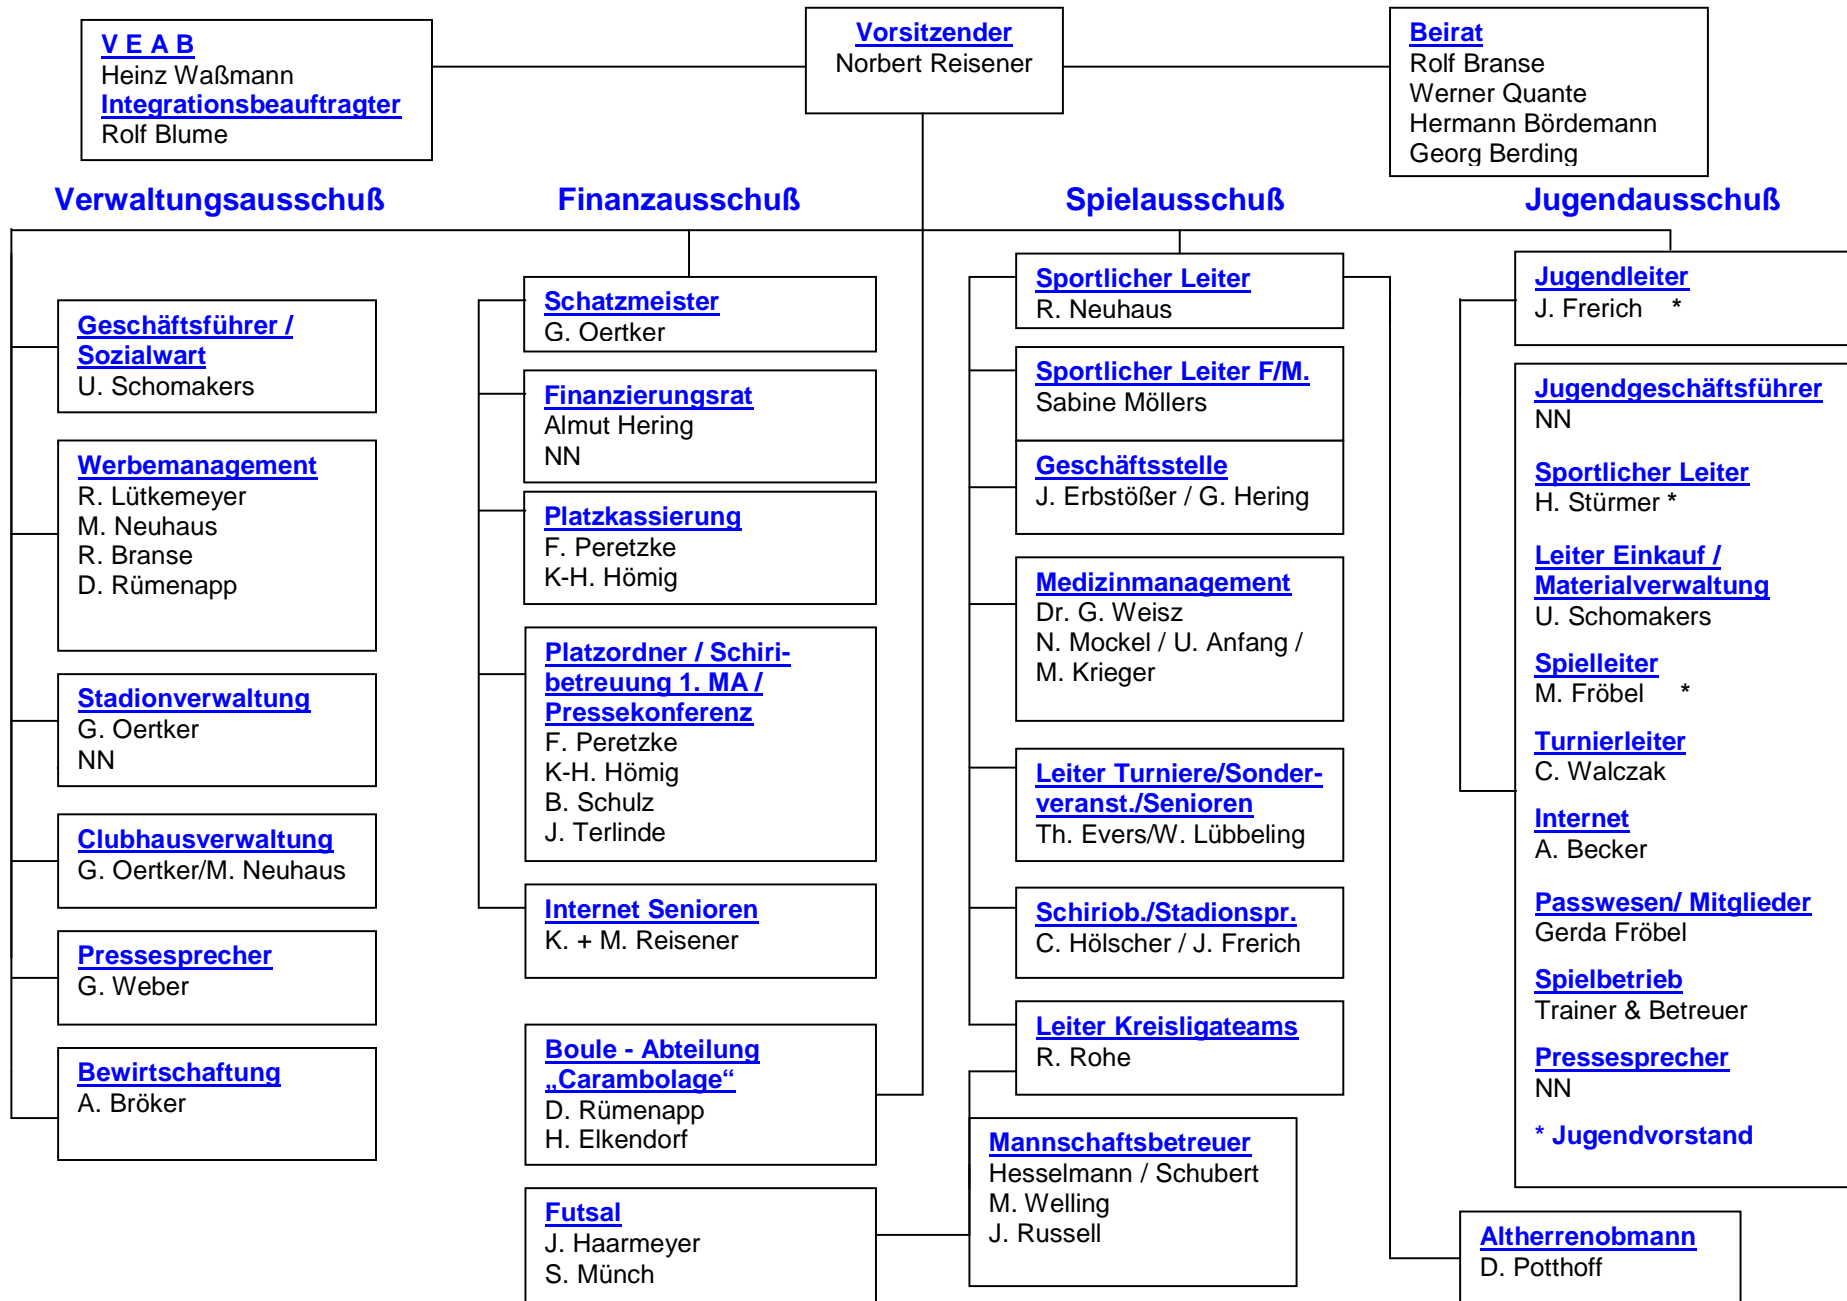 V E A B
Heinz Waßmann
Integrationsbeauftragter
Rolf Blume
Vorsitzender
Norbert Reisener
Beirat
Rolf Branse
Werner Quante
Hermann Bördemann
Georg Berding
Verwaltungsausschuß
Finanzausschuß
Spielausschuß
Jugendausschuß
Geschäftsführer /
Sozialwart
U. Schomakers
Werbemanagement
R. Lütkemeyer
M. Neuhaus
R. Branse
D. Rümenapp
Stadionverwaltung
G. Oertker
NN
Clubhausverwaltung
G. Oertker/M. Neuhaus
Pressesprecher
G. Weber
Bewirtschaftung
A. Bröker
Schatzmeister
G. Oertker
Finanzierungsrat
Almut Hering
NN
Platzkassierung
F. Peretzke
K-H. Hömig
Platzordner / Schiri-
betreuung 1. MA /
Pressekonferenz
F. Peretzke
K-H. Hömig
B. Schulz
J. Terlinde
Internet Senioren
K. + M. Reisener
Boule - Abteilung
„Carambolage“
D. Rümenapp
H. Elkendorf
Futsal
J. Haarmeyer
S. Münch
Sportlicher Leiter
R. Neuhaus
Sportlicher Leiter F/M.
Sabine Möllers
Geschäftsstelle
J. Erbstößer / G. Hering
Medizinmanagement
Dr. G. Weisz
N. Mockel / U. Anfang /
M. Krieger
Leiter Turniere/Sonder-
veranst./Senioren
Th. Evers/W. Lübbeling
Schiriob./Stadionspr.
C. Hölscher / J. Frerich
Leiter Kreisligateams
R. Rohe
Mannschaftsbetreuer
Hesselmann / Schubert
M. Welling
J. Russell
Jugendleiter
J. Frerich *
Jugendgeschäftsführer
NN
Sportlicher Leiter
H. Stürmer *
Leiter Einkauf /
Materialverwaltung
U. Schomakers
Spielleiter
M. Fröbel *
Turnierleiter
C. Walczak
Internet
A. Becker
Passwesen/ Mitglieder
Gerda Fröbel
Spielbetrieb
Trainer & Betreuer
Pressesprecher
NN
* Jugendvorstand
Altherrenobmann
D. Potthoff